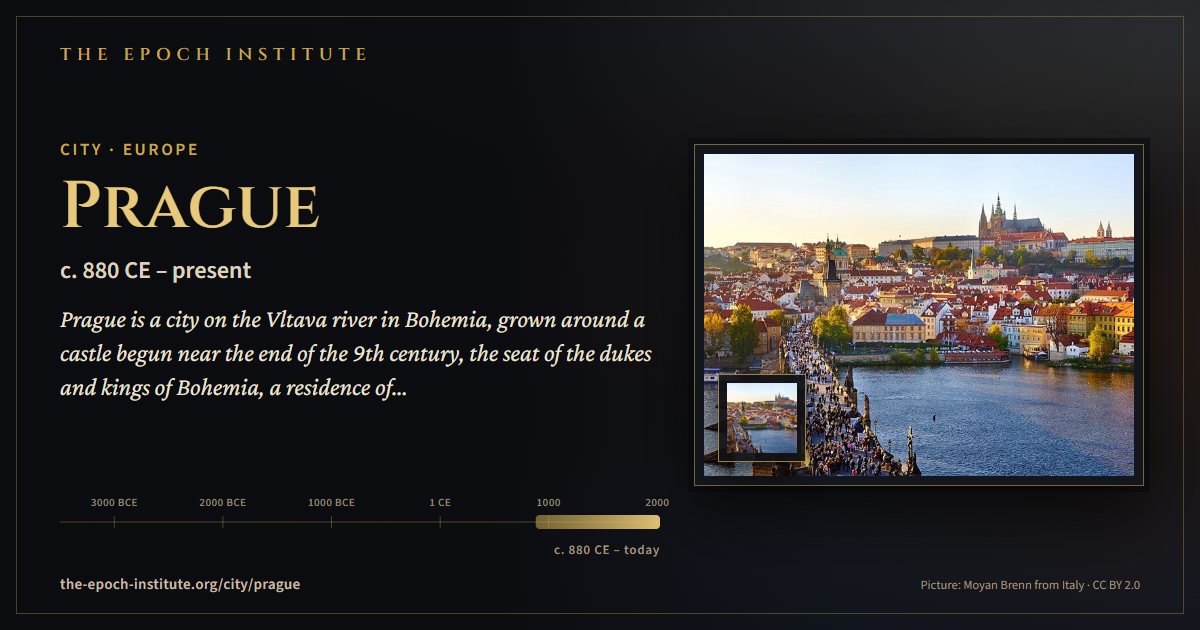 THE EPOCH INSTITUTE
CITY · EUROPE
PRAGUE
c. 880 CE – present
Prague is a city on the Vltava river in Bohemia, grown around a
castle begun near the end of the 9th century, the seat of the dukes
and kings of Bohemia, a residence of...
3000 BCE 2000 BCE 1000 BCE 1 CE 1000 2000
c. 880 CE – today
the-epoch-institute.org/city/prague
Picture: Moyan Brenn from Italy · CC BY 2.0